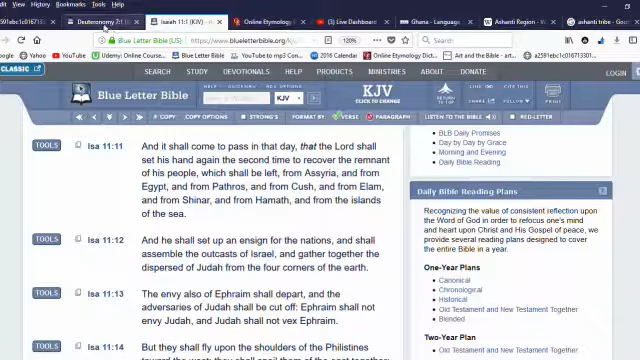 View History Bookmarks Tools Help
Deuteronomy 7:1
Isaiah 11:1 (KJV) - A
Online Etymology
(3) Live Dashboard
Ghana - Language
Ashanti Region - W
ashanti tribe - G
Blue Letter Bible (US)
https://www.blueletterbible.org/kj
120%
Search
YouTube
Udemy: Online Courses
Blue Letter Bible
YouTube to mp3 Con
2016 Calendar
Online Etymology Dict
Art and the Bible - art
a2591ebc1c016713301
CLASSIC
SEARCH STUDY DEVOTIONALS HELP PRODUCTS MINISTRIES ABOUT DONATE
LOGIN
Blue Letter Bible
KJV
KJV
CLICK TO CHANGE
RETURN TO TOP
LINK
CITE
SHARE
FOLLOW
PRINT
COPY COPY OPTIONS STRONG'S FORMAT BY VERSE PARAGRAPH LISTEN TO THE BIBLE RED-LETTER
TOOLS Isa 11:11 And it shall come to pass in that day, that the Lord shall
set his hand again the second time to recover the remnant
of his people, which shall be left, from Assyria, and from
Egypt, and from Pathros, and from Cush, and from Elam,
and from Shinar, and from Hamath, and from the islands
of the sea.
TOOLS Isa 11:12 And he shall set up an ensign for the nations, and shall
assemble the outcasts of Israel, and gather together the
dispersed of Judah from the four corners of the earth.
TOOLS Isa 11:13 The envy also of Ephraim shall depart, and the
adversaries of Judah shall be cut off: Ephraim shall not
envy Judah, and Judah shall not vex Ephraim.
TOOLS Isa 11:14 But they shall fly upon the shoulders of the Philistines
BLB Daily Promises
Day by Day by Grace
Morning and Evening
Daily Bible Reading
Daily Bible Reading Plans
Recognizing the value of consistent reflection upon
the Word of God in order to refocus one's mind
and heart upon Christ and His Gospel of peace, we
provide several reading plans designed to cover
the entire Bible in a year.
One-Year Plans
Canonical
Chronological
Historical
Old Testament and New Testament Together
Blended
Two-Year Plan
Old Testament and New Testament Together